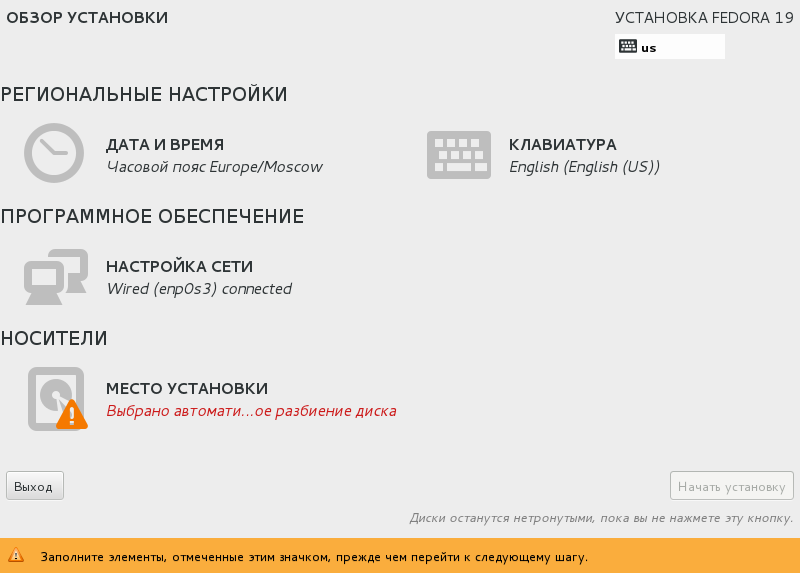 ОБЗОР УСТАНОВКИ
УСТАНОВКА FEDORA 19
us
РЕГИОНАЛЬНЫЕ НАСТРОЙКИ
ДАТА И ВРЕМЯ
Часовой пояс Europe/Moscow
КЛАВИАТУРА
English (English (US))
ПРОГРАММНОЕ ОБЕСПЕЧЕНИЕ
НАСТРОЙКА СЕТИ
Wired (enp0s3) connected
НОСИТЕЛИ
МЕСТО УСТАНОВКИ
Выбрано автомати...ое разбиение диска
Выход
Начать установку
Диски останутся нетронутыми, пока вы не нажмете эту кнопку.
Заполните элементы, отмеченные этим значком, прежде чем перейти к следующему шагу.